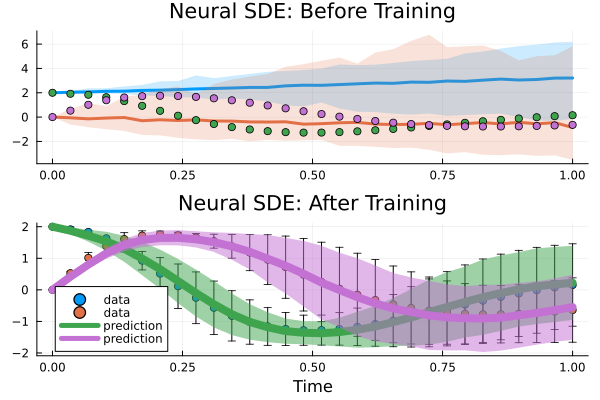 Neural SDE: Before Training
6
4
2
0
−2
0.00 0.25 0.50 0.75 1.00
Neural SDE: After Training
2
1
0
−1
−2
data
data
prediction
prediction
0.00 0.25 0.50 0.75 1.00
Time